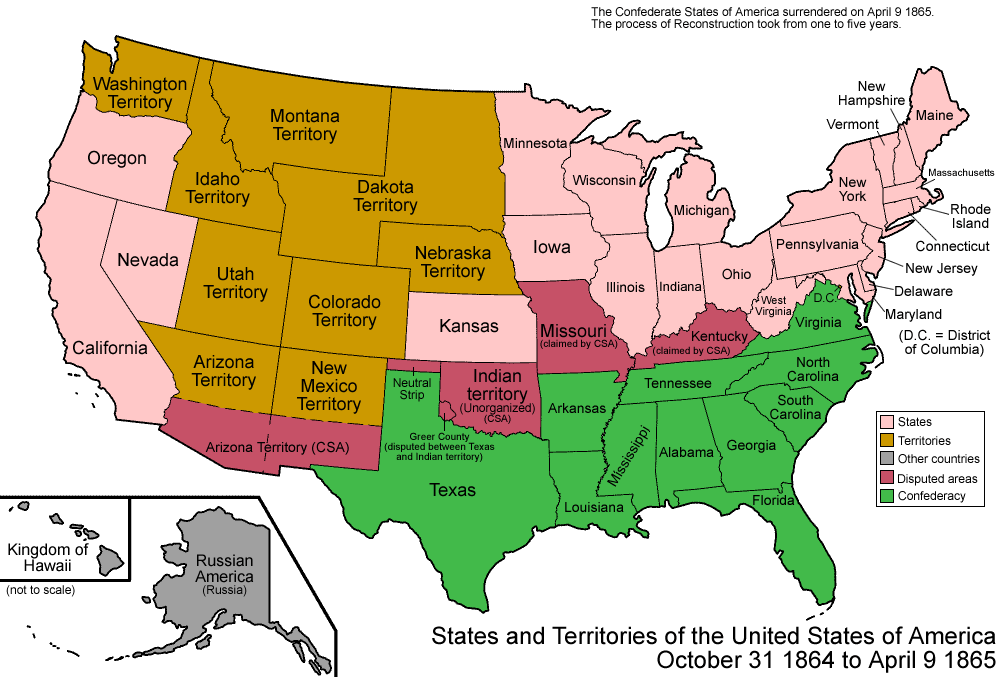 The Confederate States of America surrendered on April 9 1865.
The process of Reconstruction took from one to five years.
Washington
Territory
Montana
Territory
Oregon
Idaho
Territory
Dakota
Territory
Minnesota
Wisconsin
Michigan
New
Hampshire
Vermont
Maine
Massachusetts
New
York
Rhode
Island
Connecticut
Pennsylvania
New Jersey
Delaware
Maryland
(D.C. = District
of Columbia)
Nevada
Utah
Territory
Nebraska
Territory
Iowa
Illinois
Indiana
Ohio
West
Virginia
D.C.
Virginia
Colorado
Territory
Kansas
Missouri
(claimed by CSA)
Kentucky
(claimed by CSA)
California
Arizona
Territory
New
Mexico
Territory
Neutral
Strip
Indian
territory
(Unorganized)
(CSA)
Arkansas
Tennessee
North
Carolina
South
Carolina
Arizona Territory (CSA)
Greer County
(disputed between Texas
and Indian territory)
Texas
Louisiana
Mississippi
Alabama
Georgia
Florida
States
Territories
Other countries
Disputed areas
Confederacy
Kingdom of
Hawaii
(not to scale)
Russian
America
(Russia)
States and Territories of the United States of America
October 31 1864 to April 9 1865